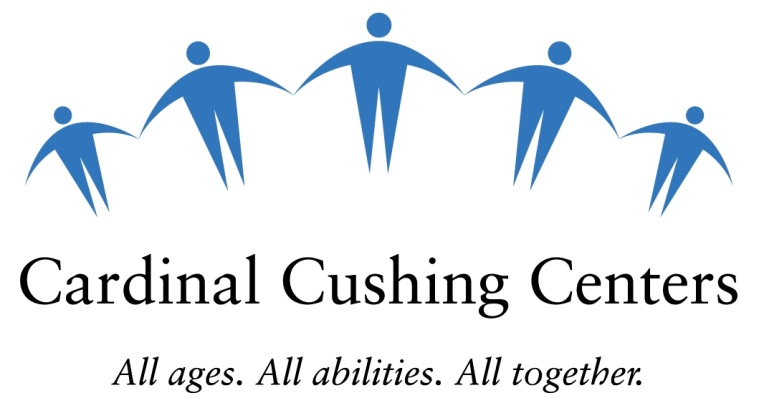 Cardinal Cushing Centers
All ages. All abilities. All together.